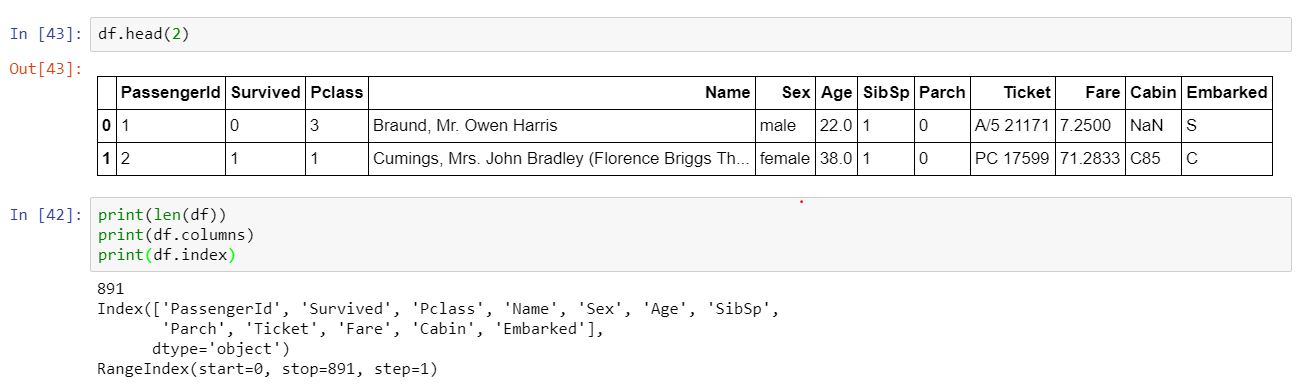 In [43]: df.head(2)
Out[43]:
PassengerId Survived Pclass Name Sex Age SibSp Parch Ticket Fare Cabin Embarked
0 1 0 3 Braund, Mr. Owen Harris male 22.0 1 0 A/5 21171 7.2500 NaN S
1 2 1 1 Cumings, Mrs. John Bradley (Florence Briggs Th... female 38.0 1 0 PC 17599 71.2833 C85 C
In [42]: print(len(df))
print(df.columns)
print(df.index)
891
Index(['PassengerId', 'Survived', 'Pclass', 'Name', 'Sex', 'Age', 'SibSp',
'Parch', 'Ticket', 'Fare', 'Cabin', 'Embarked'],
dtype='object')
RangeIndex(start=0, stop=891, step=1)